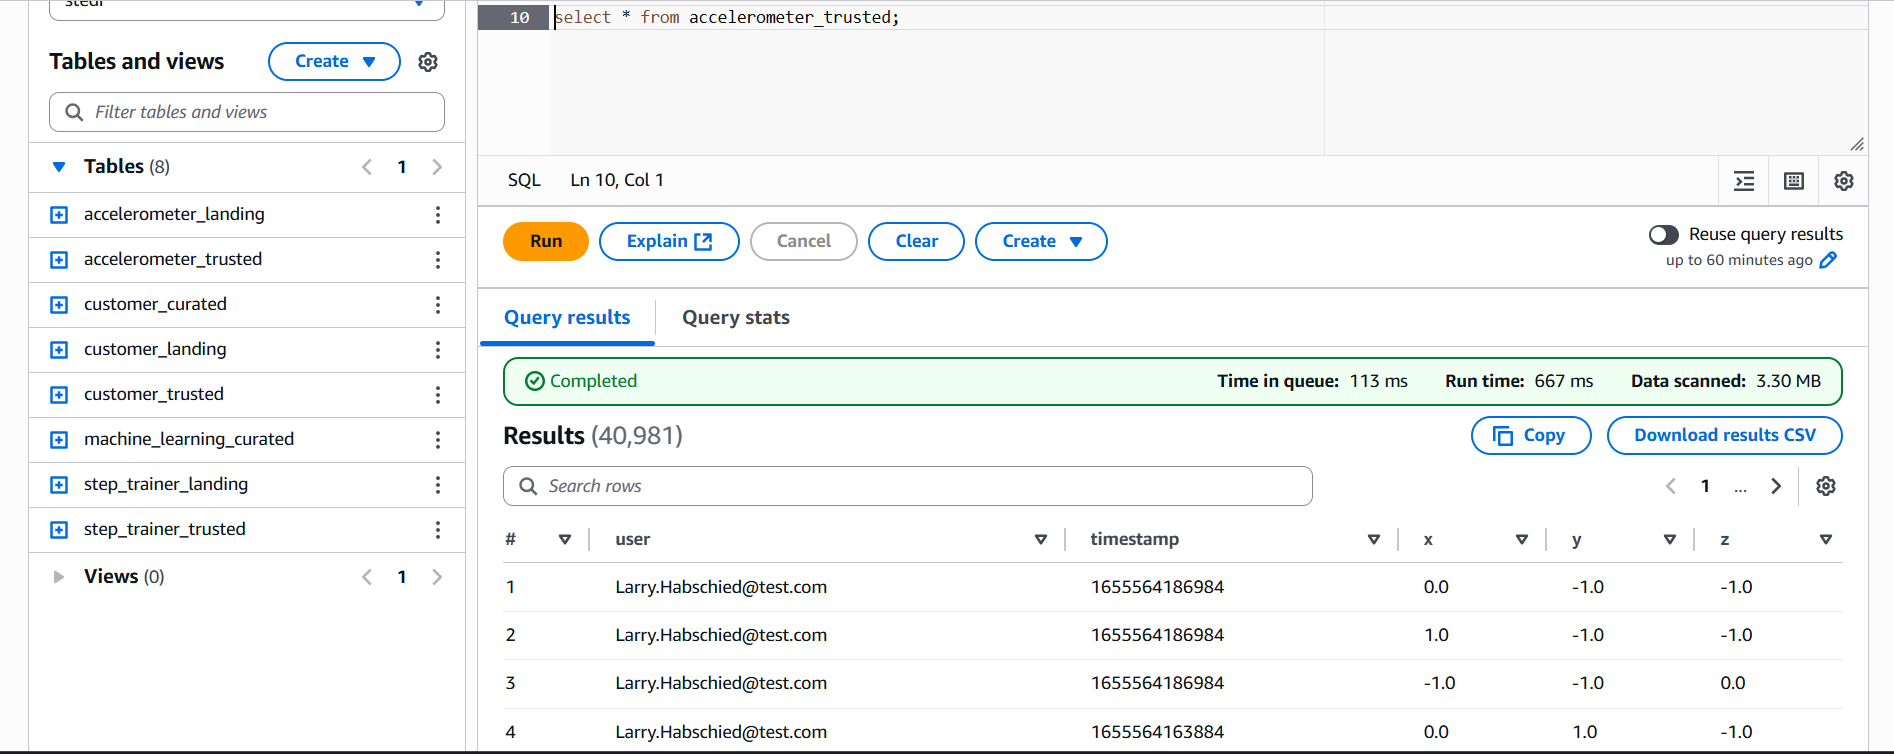 stedi
Tables and views
Create
Filter tables and views
Tables (8)
1
accelerometer_landing
accelerometer_trusted
customer_curated
customer_landing
customer_trusted
machine_learning_curated
step_trainer_landing
step_trainer_trusted
Views (0)
1
10 select * from accelerometer_trusted;
SQL Ln 10, Col 1
Run Explain Cancel Clear Create
Reuse query results
up to 60 minutes ago
Query results Query stats
Completed Time in queue: 113 ms Run time: 667 ms Data scanned: 3.30 MB
Results (40,981)
Copy Download results CSV
Search rows
1 ...
# user timestamp x y z
1 Larry.Habschied@test.com 1655564186984 0.0 -1.0 -1.0
2 Larry.Habschied@test.com 1655564186984 1.0 -1.0 -1.0
3 Larry.Habschied@test.com 1655564186984 -1.0 -1.0 0.0
4 Larry.Habschied@test.com 1655564163884 0.0 1.0 -1.0